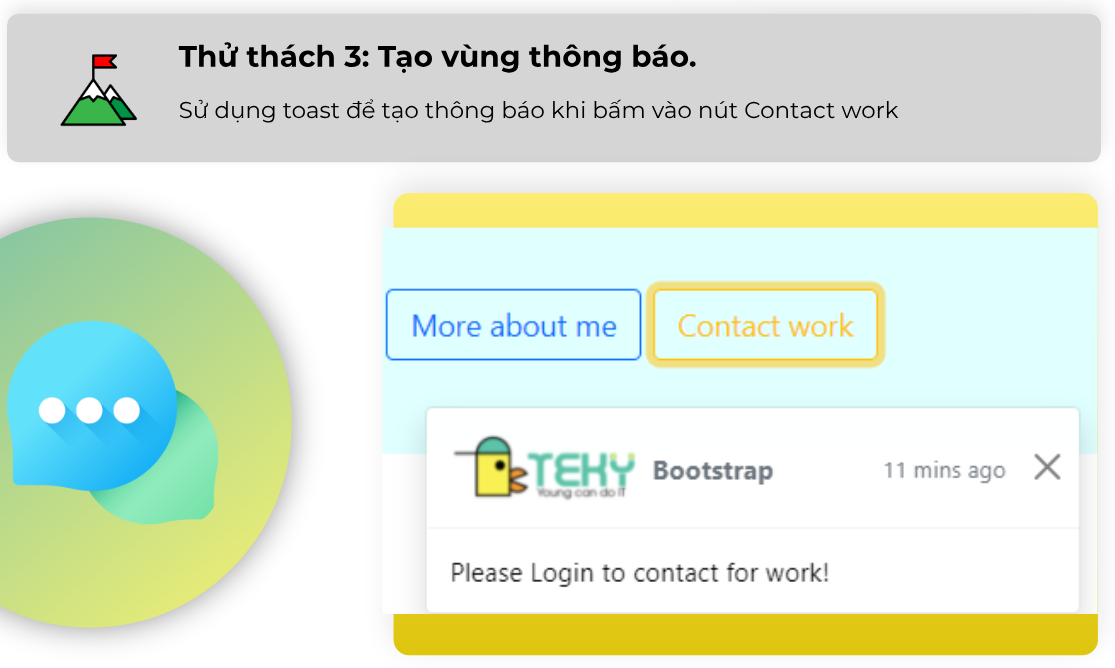 Thử thách 3: Tạo vùng thông báo.
Sử dụng toast để tạo thông báo khi bấm vào nút Contact work
More about me
Contact work
TEKY
Young can do IT
Bootstrap
11 mins ago
Please Login to contact for work!